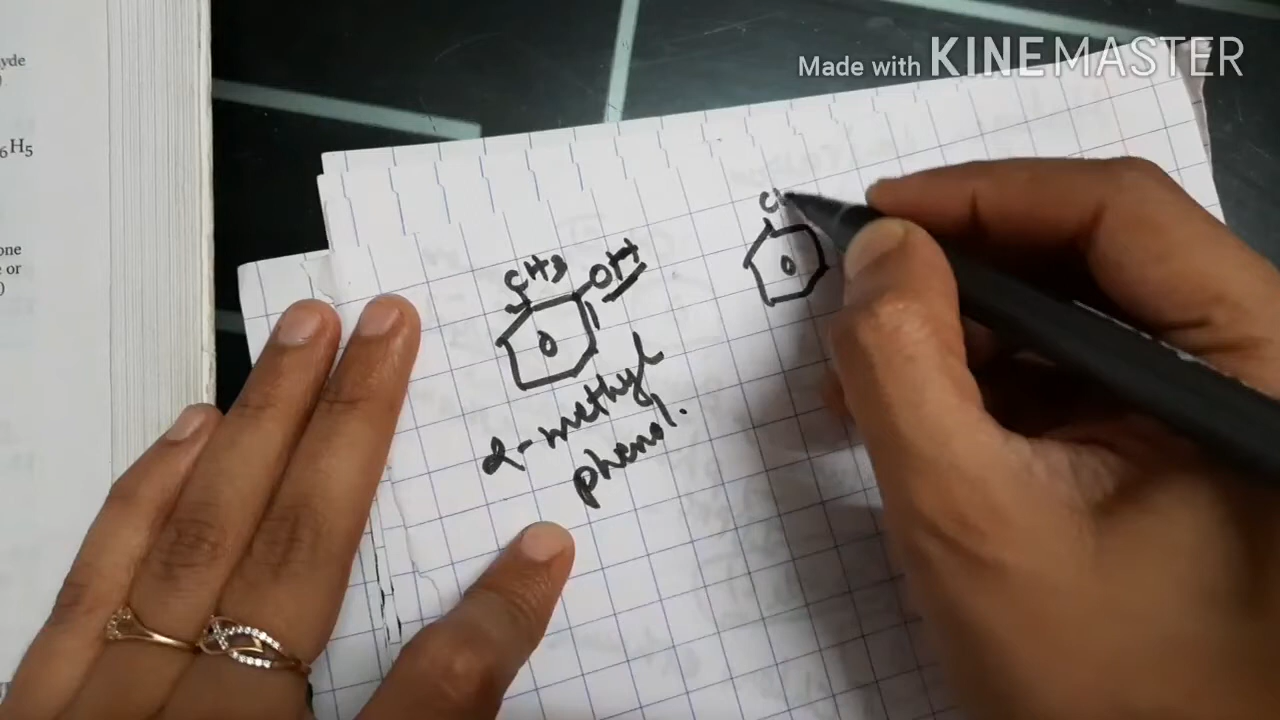 Made with KINEMASTER
yde
6H5
one
e or
CH3
OH
2-methyl
phenol.